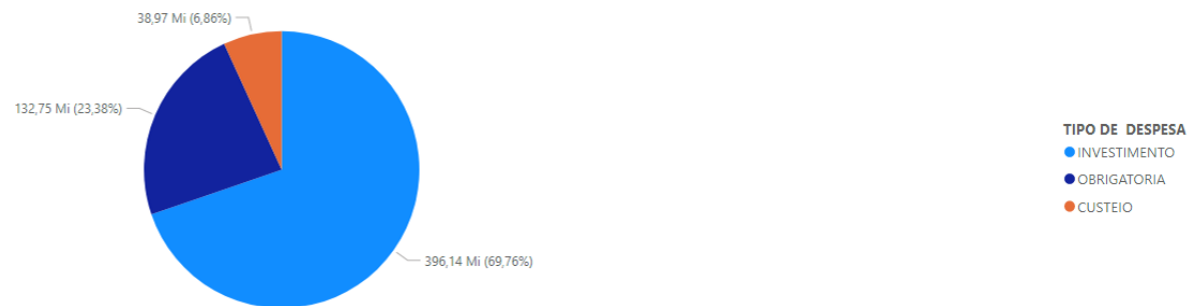 38,97 Mi (6,86%)
132,75 Mi (23,38%)
396,14 Mi (69,76%)
TIPO DE DESPESA
INVESTIMENTO
OBRIGATORIA
CUSTEIO